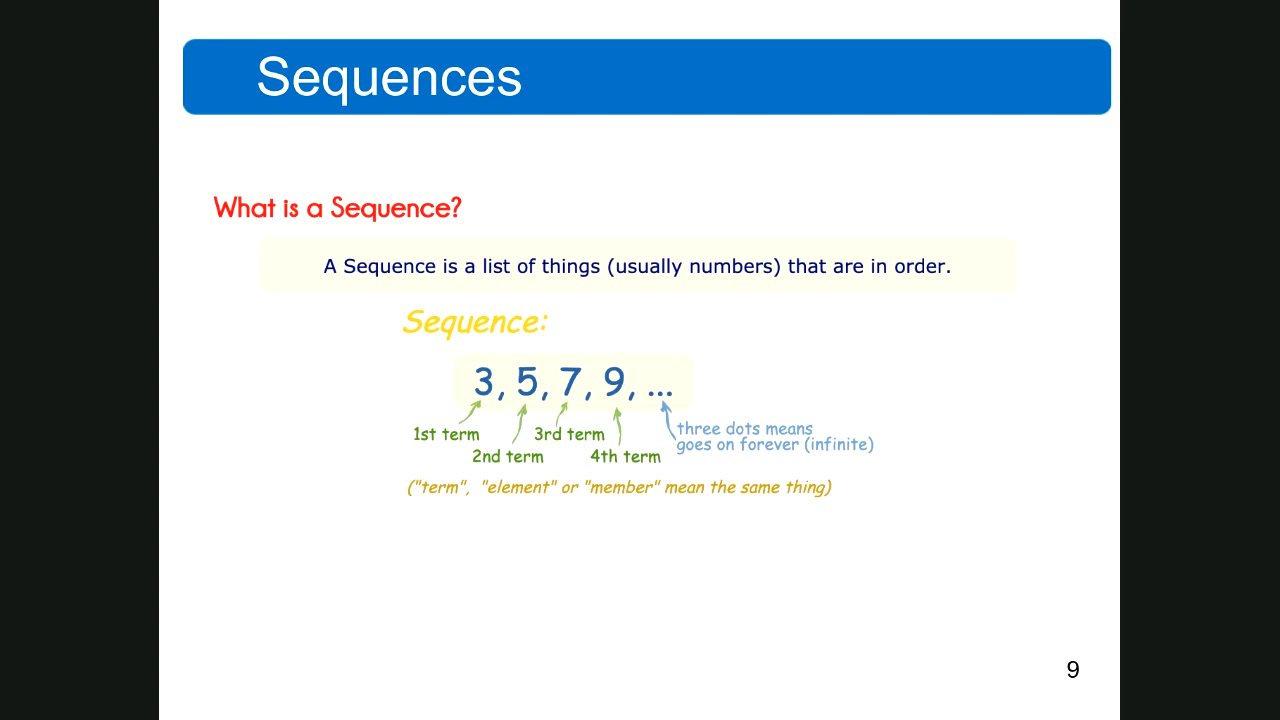 Sequences
What is a Sequence?
A Sequence is a list of things (usually numbers) that are in order.
Sequence:
3, 5, 7, 9, ...
1st term
2nd term
3rd term
4th term
three dots means
goes on forever (infinite)
("term", "element" or "member" mean the same thing)
9